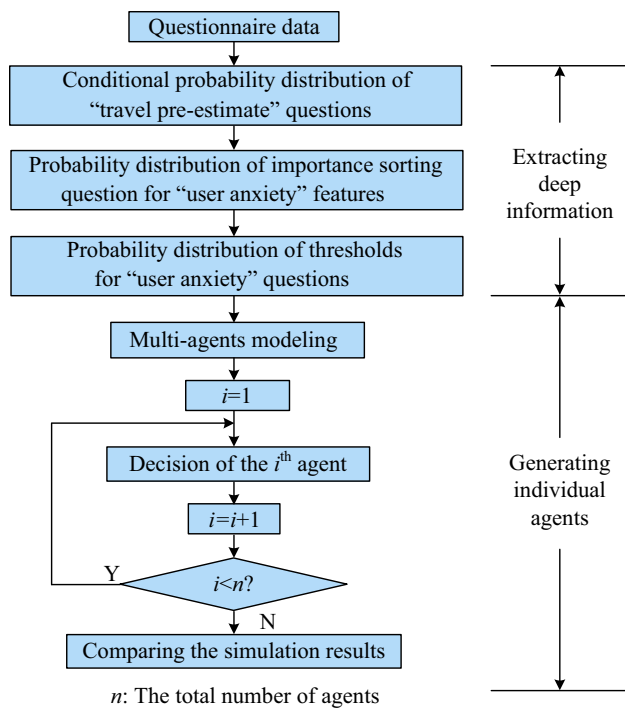 Questionnaire data
Conditional probability distribution of
“travel pre-estimate” questions
Probability distribution of importance sorting
question for “user anxiety” features
Probability distribution of thresholds
for “user anxiety” questions
Extracting
deep
information
Multi-agents modeling
i=1
Decision of the iᵗʰ agent
i=i+1
i<n?
Y
N
Comparing the simulation results
Generating
individual
agents
n: The total number of agents